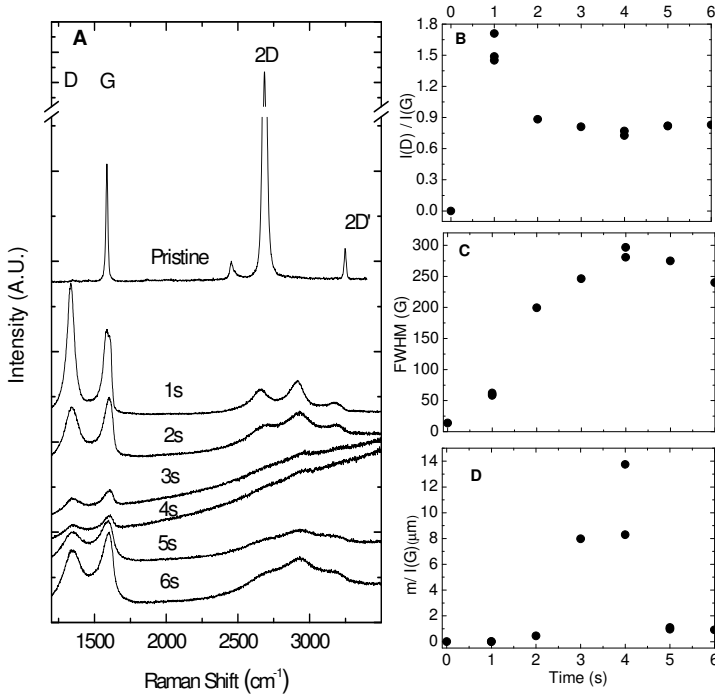 A
D
G
2D
2D'
Pristine
1s
2s
3s
4s
5s
6s
Intensity (A.U.)
1500 2000 2500 3000
Raman Shift (cm⁻¹)
0 1 2 3 4 5 6
B
1.8
1.5
1.2
0.9
0.6
0.3
0.0
I(D) / I(G)
C
300
250
200
150
100
50
0
FWHM (G)
D
14
12
10
8
6
4
2
0
m/ I(G)(μm)
0 1 2 3 4 5 6
Time (s)